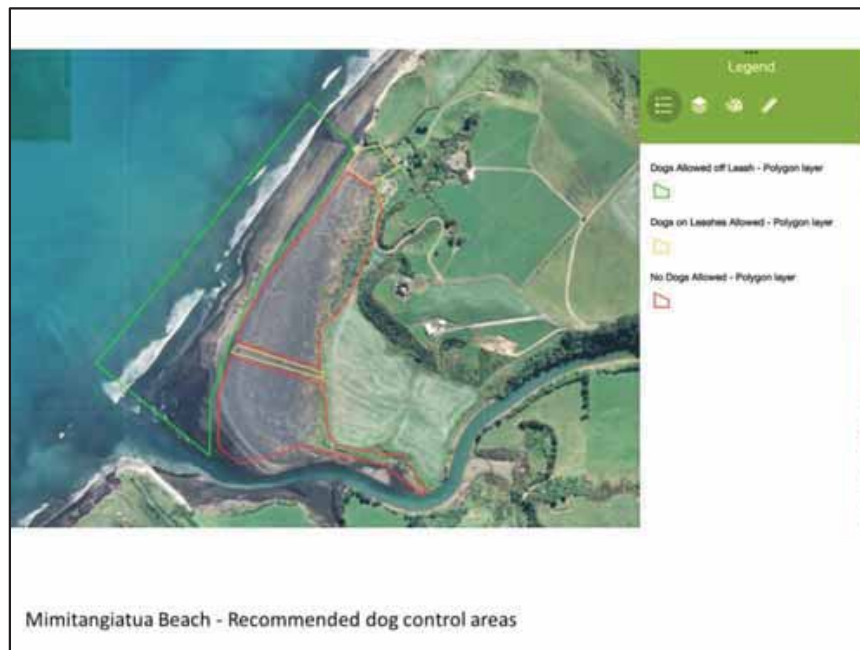 Legend
Dogs Allowed off Leash - Polygon layer
Dogs on Leashes Allowed - Polygon layer
No Dogs Allowed - Polygon layer
Mimitangiatua Beach - Recommended dog control areas